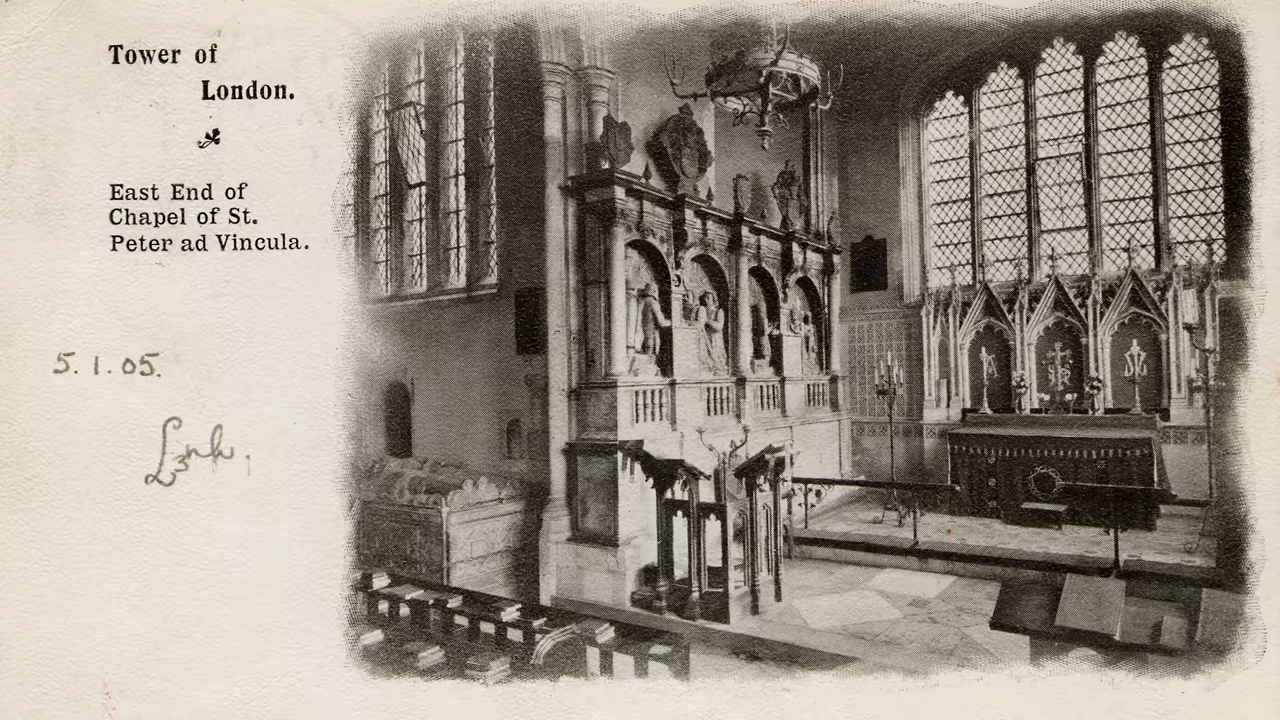 Tower of
London.
East End of
Chapel of St.
Peter ad Vincula.
5.1.05.